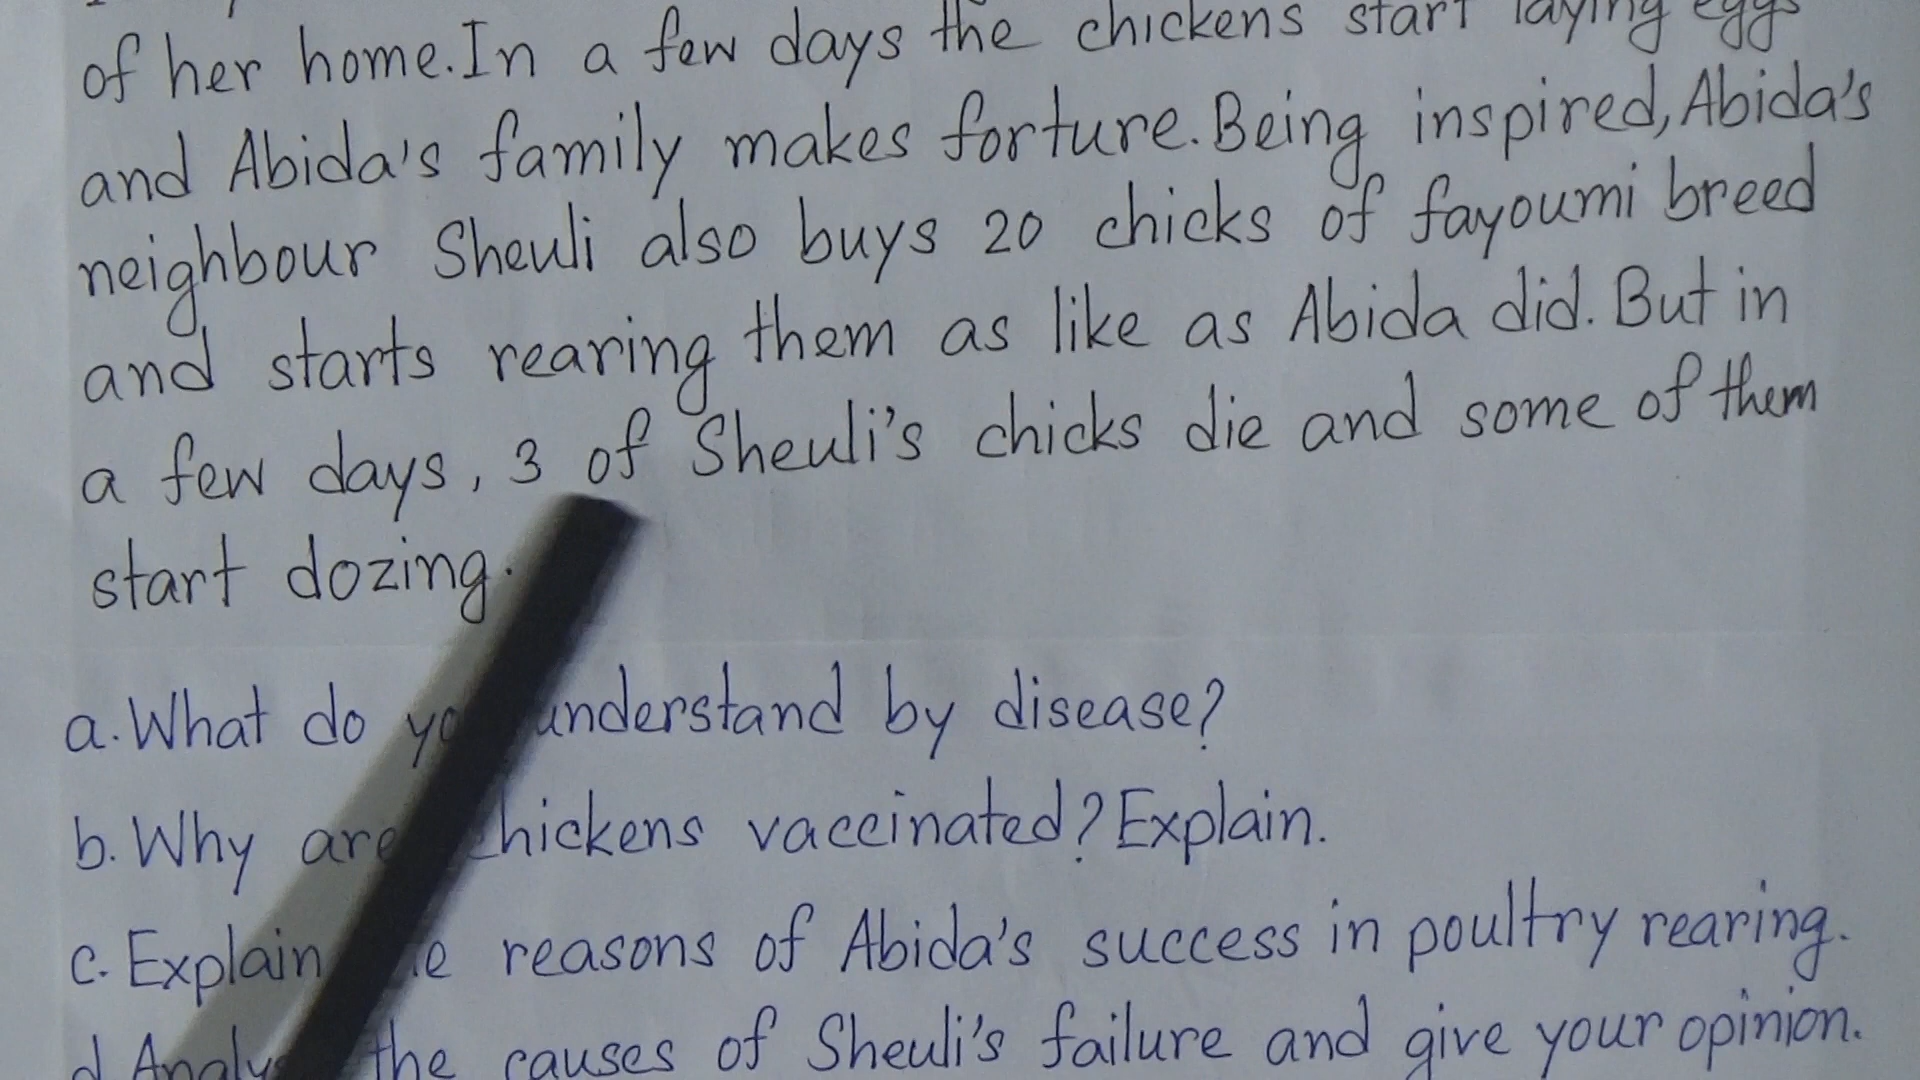 of her home. In a few days the chickens start laying eggs
and Abida's family makes forture. Being inspired, Abida's
neighbour Sheuli also buys 20 chicks of fayoumi breed
and starts rearing them as like as Abida did. But in
a few days, 3 of Sheuli's chicks die and some of them
start dozing.
a. What do understand by disease?
b. Why are chickens vaccinated? Explain.
c. Explain reasons of Abida's success in poultry rearing.
d the causes of Sheuli's failure and give your opinion.